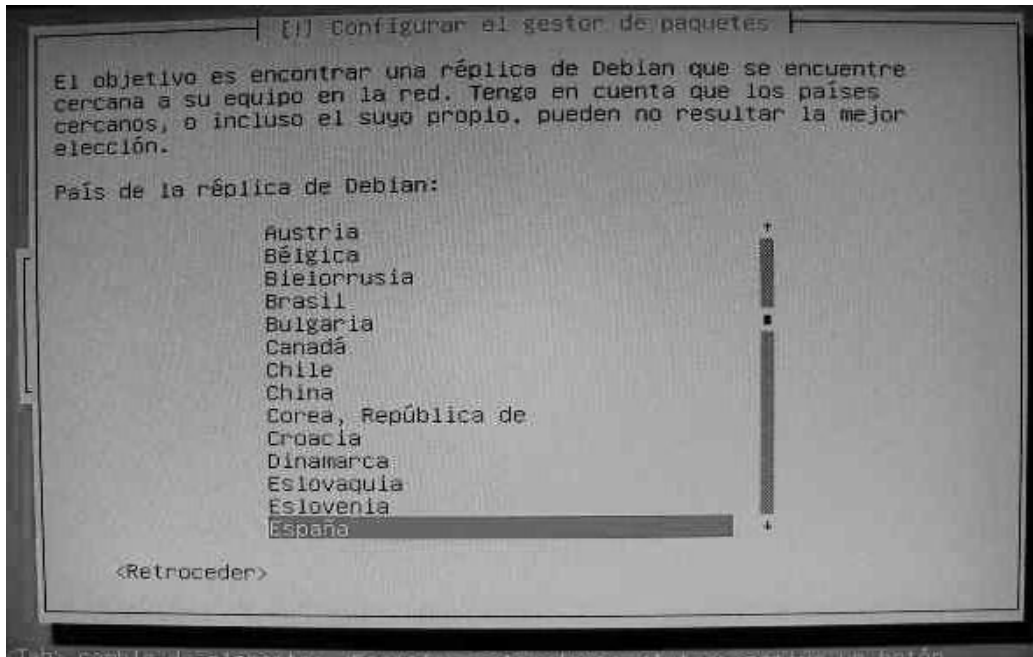 [!] Configurar el gestor de paquetes
El objetivo es encontrar una réplica de Debian que se encuentre
cercana a su equipo en la red. Tenga en cuenta que los países
cercanos, o incluso el suyo propio, pueden no resultar la mejor
elección.
País de la réplica de Debian:
Austria
Bélgica
Bielorrusia
Brasil
Bulgaria
Canadá
Chile
China
Corea, República de
Croacia
Dinamarca
Eslovaquia
Eslovenia
España
<Retroceder>